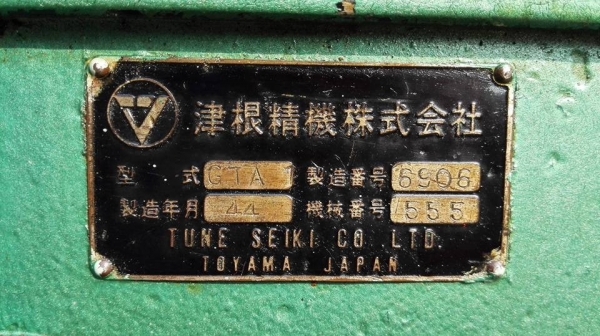 津根精機株式会社
型式 GTA 1 製造番号 6906
製造年月 44 機械番号 555
TUNE SEIKI CO. LTD.
TOYAMA JAPAN